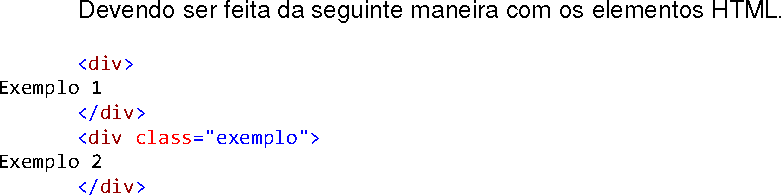 Devendo ser feita da seguinte maneira com os elementos HTML.
<div>
Exemplo 1
</div>
<div class="exemplo">
Exemplo 2
</div>